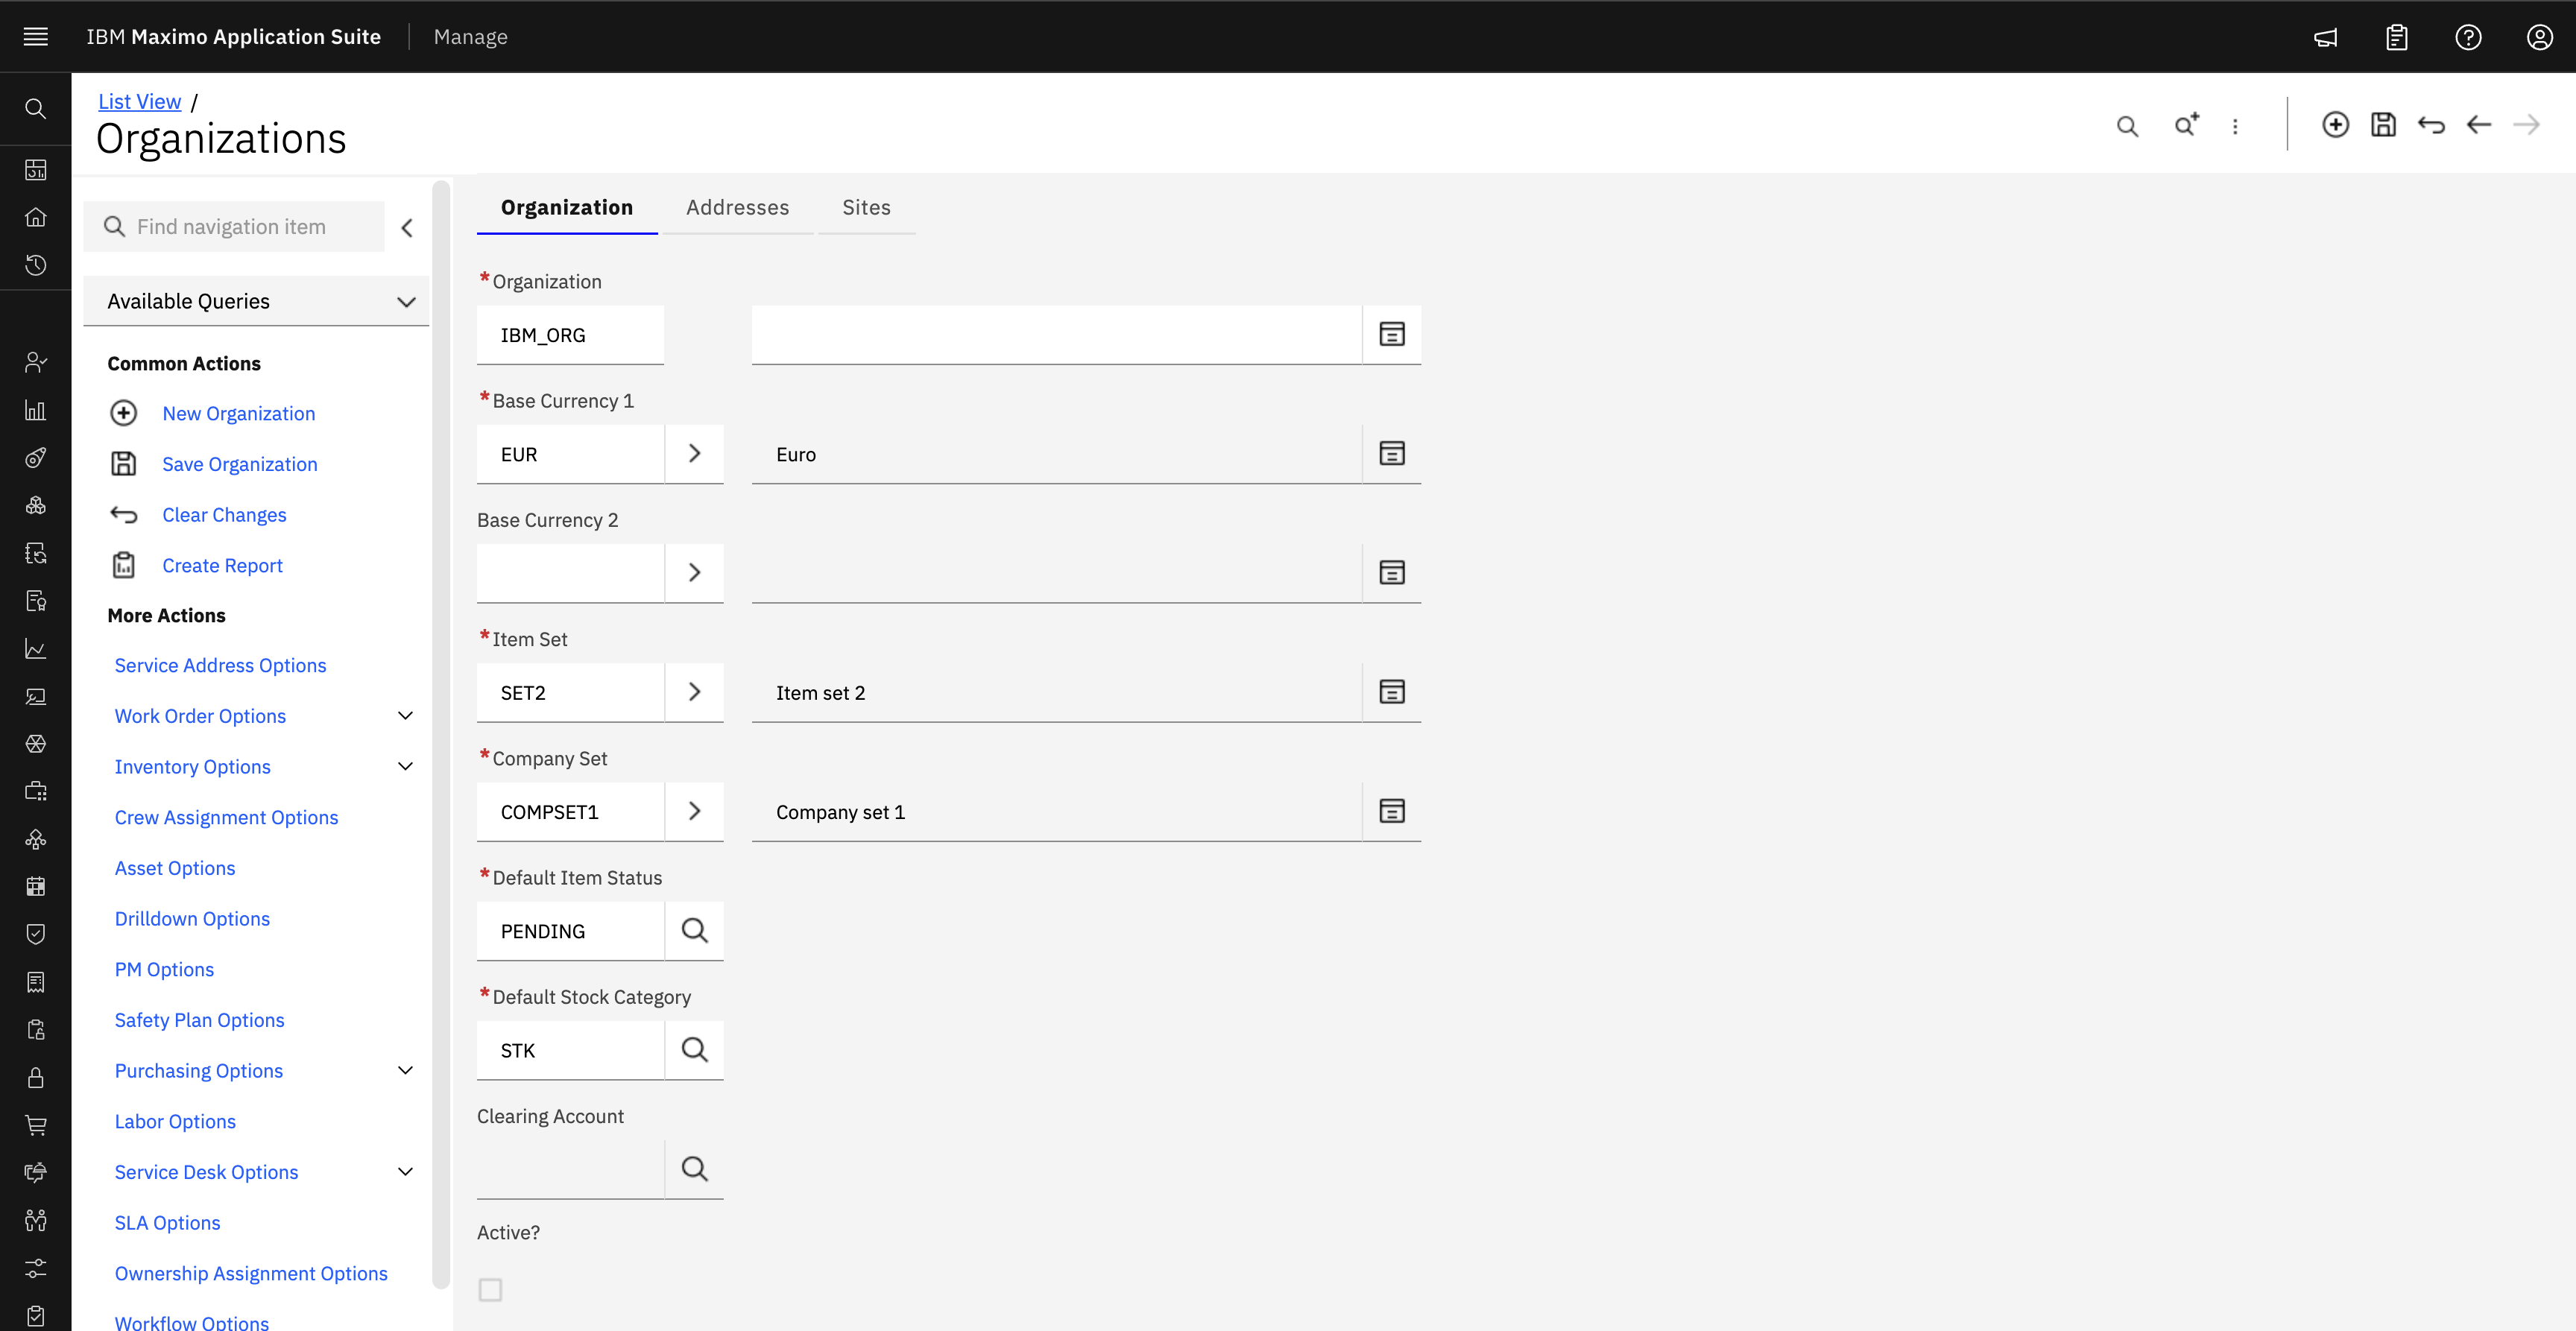 IBM Maximo Application Suite
Manage
List View /
Organizations
Find navigation item
Available Queries
Common Actions
New Organization
Save Organization
Clear Changes
Create Report
More Actions
Service Address Options
Work Order Options
Inventory Options
Crew Assignment Options
Asset Options
Drilldown Options
PM Options
Safety Plan Options
Purchasing Options
Labor Options
Service Desk Options
SLA Options
Ownership Assignment Options
Workflow Options
Organization Addresses Sites
*Organization
IBM_ORG
*Base Currency 1
EUR Euro
Base Currency 2
*Item Set
SET2 Item set 2
*Company Set
COMPSET1 Company set 1
*Default Item Status
PENDING
*Default Stock Category
STK
Clearing Account
Active?